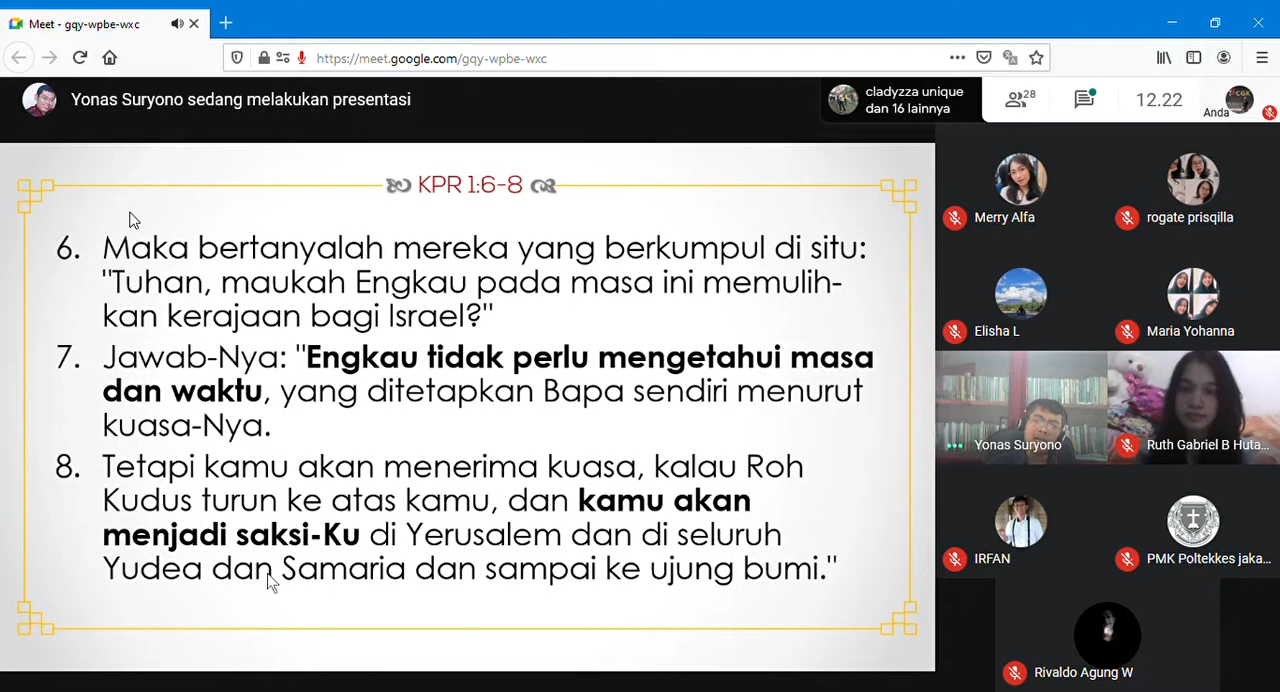 Meet - gqy-wpbe-wxc
https://meet.google.com/gqy-wpbe-wxc
Yonas Suryono sedang melakukan presentasi
cladyzza unique
dan 16 lainnya
28
12.22
Anda
KPR 1:6-8
6. Maka bertanyalah mereka yang berkumpul di situ:
"Tuhan, maukah Engkau pada masa ini memulih-
kan kerajaan bagi Israel?"
7. Jawab-Nya: "Engkau tidak perlu mengetahui masa
dan waktu, yang ditetapkan Bapa sendiri menurut
kuasa-Nya.
8. Tetapi kamu akan menerima kuasa, kalau Roh
Kudus turun ke atas kamu, dan kamu akan
menjadi saksi-Ku di Yerusalem dan di seluruh
Yudea dan Samaria dan sampai ke ujung bumi."
Merry Alfa
rogate prisqilla
Elisha L
Maria Yohanna
Yonas Suryono
Ruth Gabriel B Huta...
IRFAN
PMK Poltekkes jaka...
Rivaldo Agung W